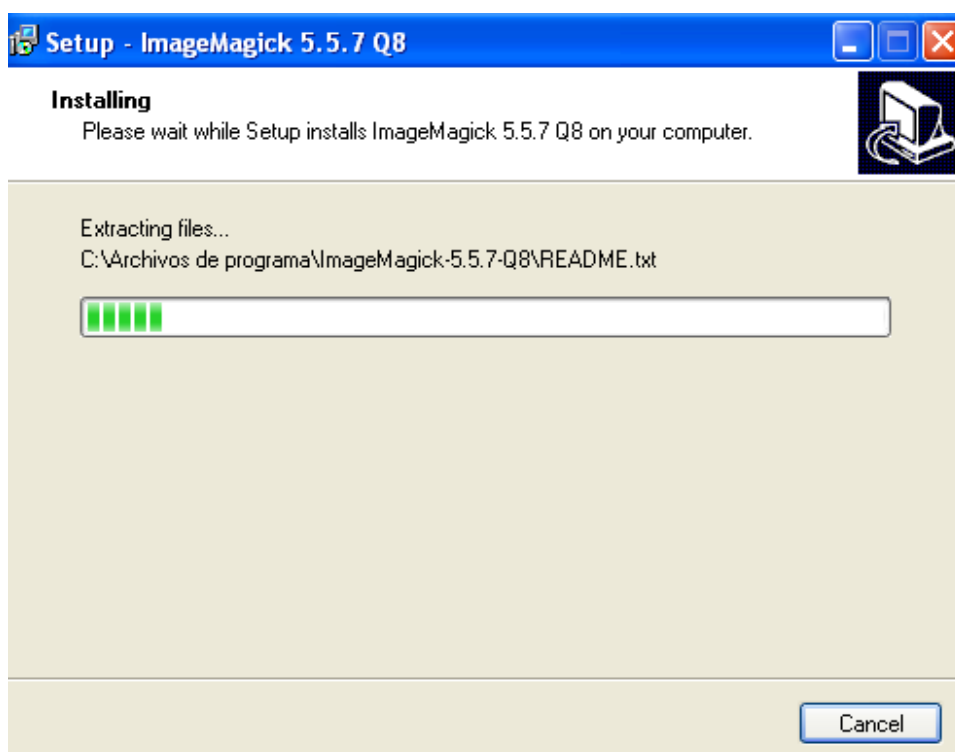 Setup - ImageMagick 5.5.7 Q8
Installing
Please wait while Setup installs ImageMagick 5.5.7 Q8 on your computer.
Extracting files...
C:\Archivos de programa\ImageMagick-5.5.7-Q8\README.txt
Cancel